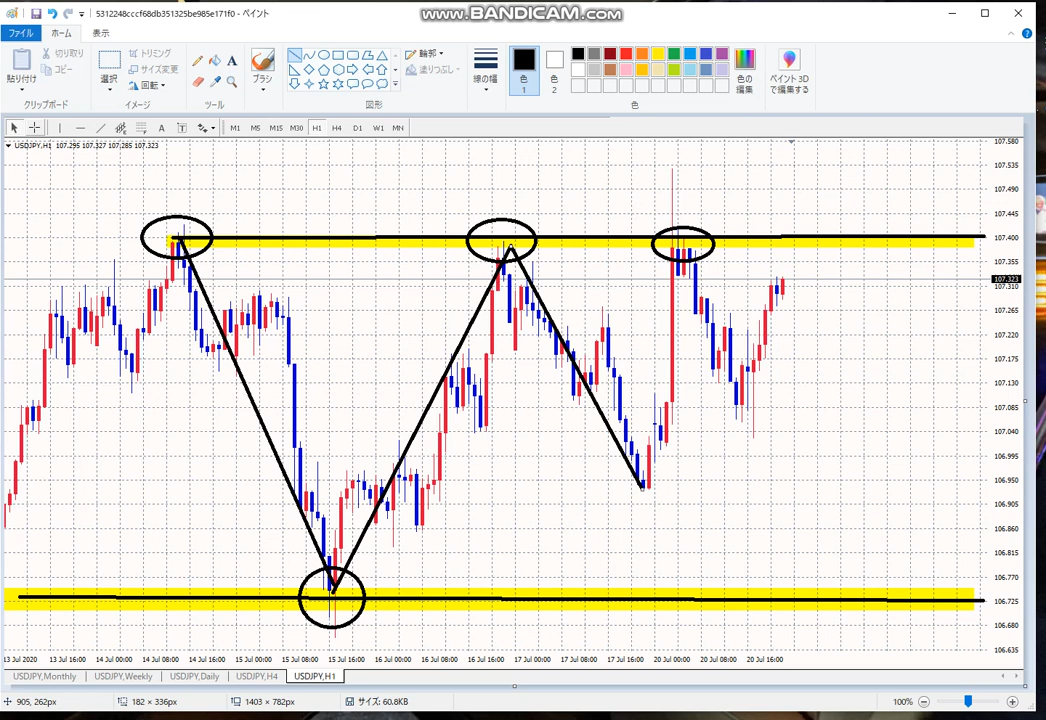 5312248cccf68db351325be985e171f0 - ペイント
www.BANDICAM.com
ファイル ホーム 表示
貼り付け
切り取り
コピー
クリップボード
選択
トリミング
サイズ変更
回転
イメージ
A
ツール
ブラシ
輪郭
塗りつぶし
図形
線の幅
色
1
色
2
色の
編集
色
ペイント 3D
で編集する
A T M1 M5 M15 M30 H1 H4 D1 W1 MN
USDJPY,H1 107.295 107.327 107.285 107.323
107.580
107.535
107.490
107.445
107.400
107.355
107.323
107.310
107.265
107.220
107.175
107.130
107.085
107.040
106.995
106.950
106.905
106.860
106.815
106.770
106.725
106.680
106.635
13 Jul 2020 13 Jul 16:00 14 Jul 00:00 14 Jul 08:00 14 Jul 16:00 15 Jul 00:00 15 Jul 08:00 15 Jul 16:00 16 Jul 00:00 16 Jul 08:00 16 Jul 16:00 17 Jul 00:00 17 Jul 08:00 17 Jul 16:00 20 Jul 00:00 20 Jul 08:00 20 Jul 16:00
USDJPY,Monthly USDJPY,Weekly USDJPY,Daily USDJPY,H4 USDJPY,H1
905, 262px 182 × 336px 1403 × 782px サイズ: 60.8KB 100%